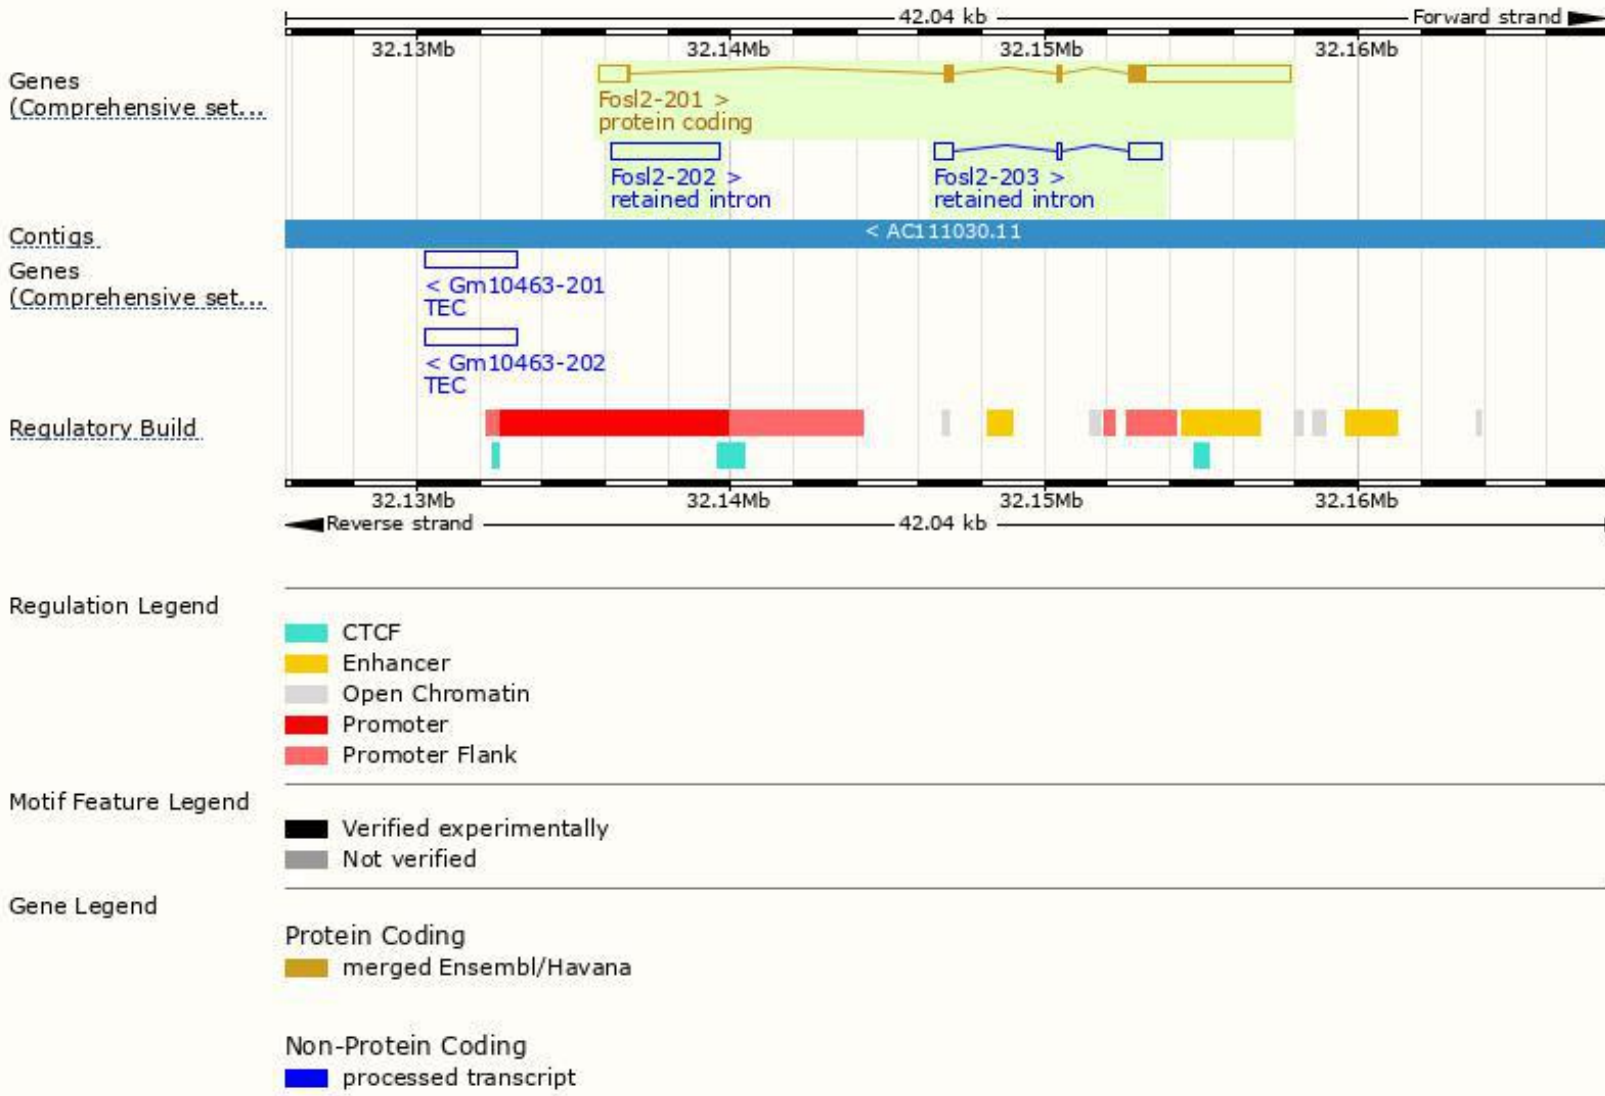 42.04 kb
Forward strand
32.13Mb 32.14Mb 32.15Mb 32.16Mb
Genes
(Comprehensive set...
Fosl2-201 >
protein coding
Fosl2-202 >
retained intron
Fosl2-203 >
retained intron
Contigs
< AC111030.11
Genes
(Comprehensive set...
< Gm10463-201
TEC
< Gm10463-202
TEC
Regulatory Build
32.13Mb 32.14Mb 32.15Mb 32.16Mb
Reverse strand
42.04 kb
Regulation Legend
CTCF
Enhancer
Open Chromatin
Promoter
Promoter Flank
Motif Feature Legend
Verified experimentally
Not verified
Gene Legend
Protein Coding
merged Ensembl/Havana
Non-Protein Coding
processed transcript